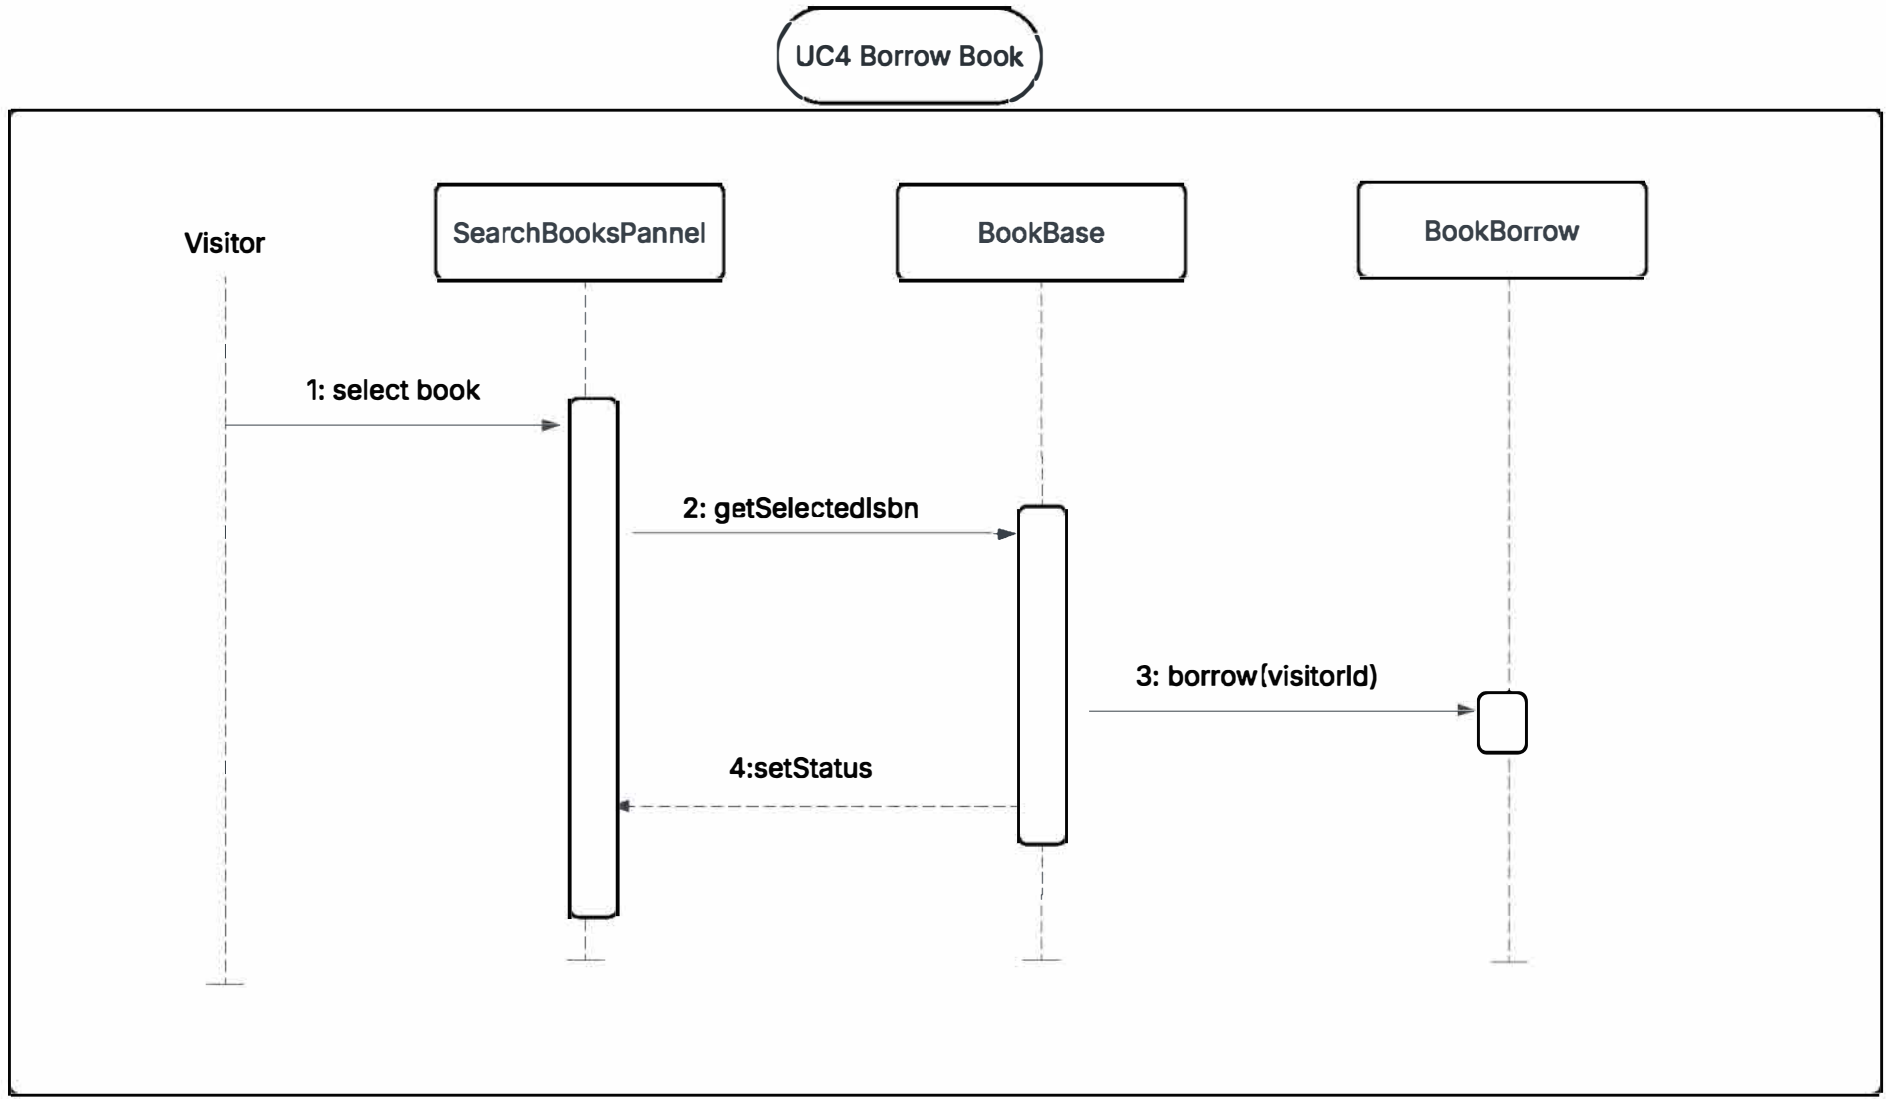 UC4 Borrow Book
Visitor
SearchBooksPannel
BookBase
BookBorrow
1: select book
2: getSelectedIsbn
3: borrow(visitorId)
4:setStatus